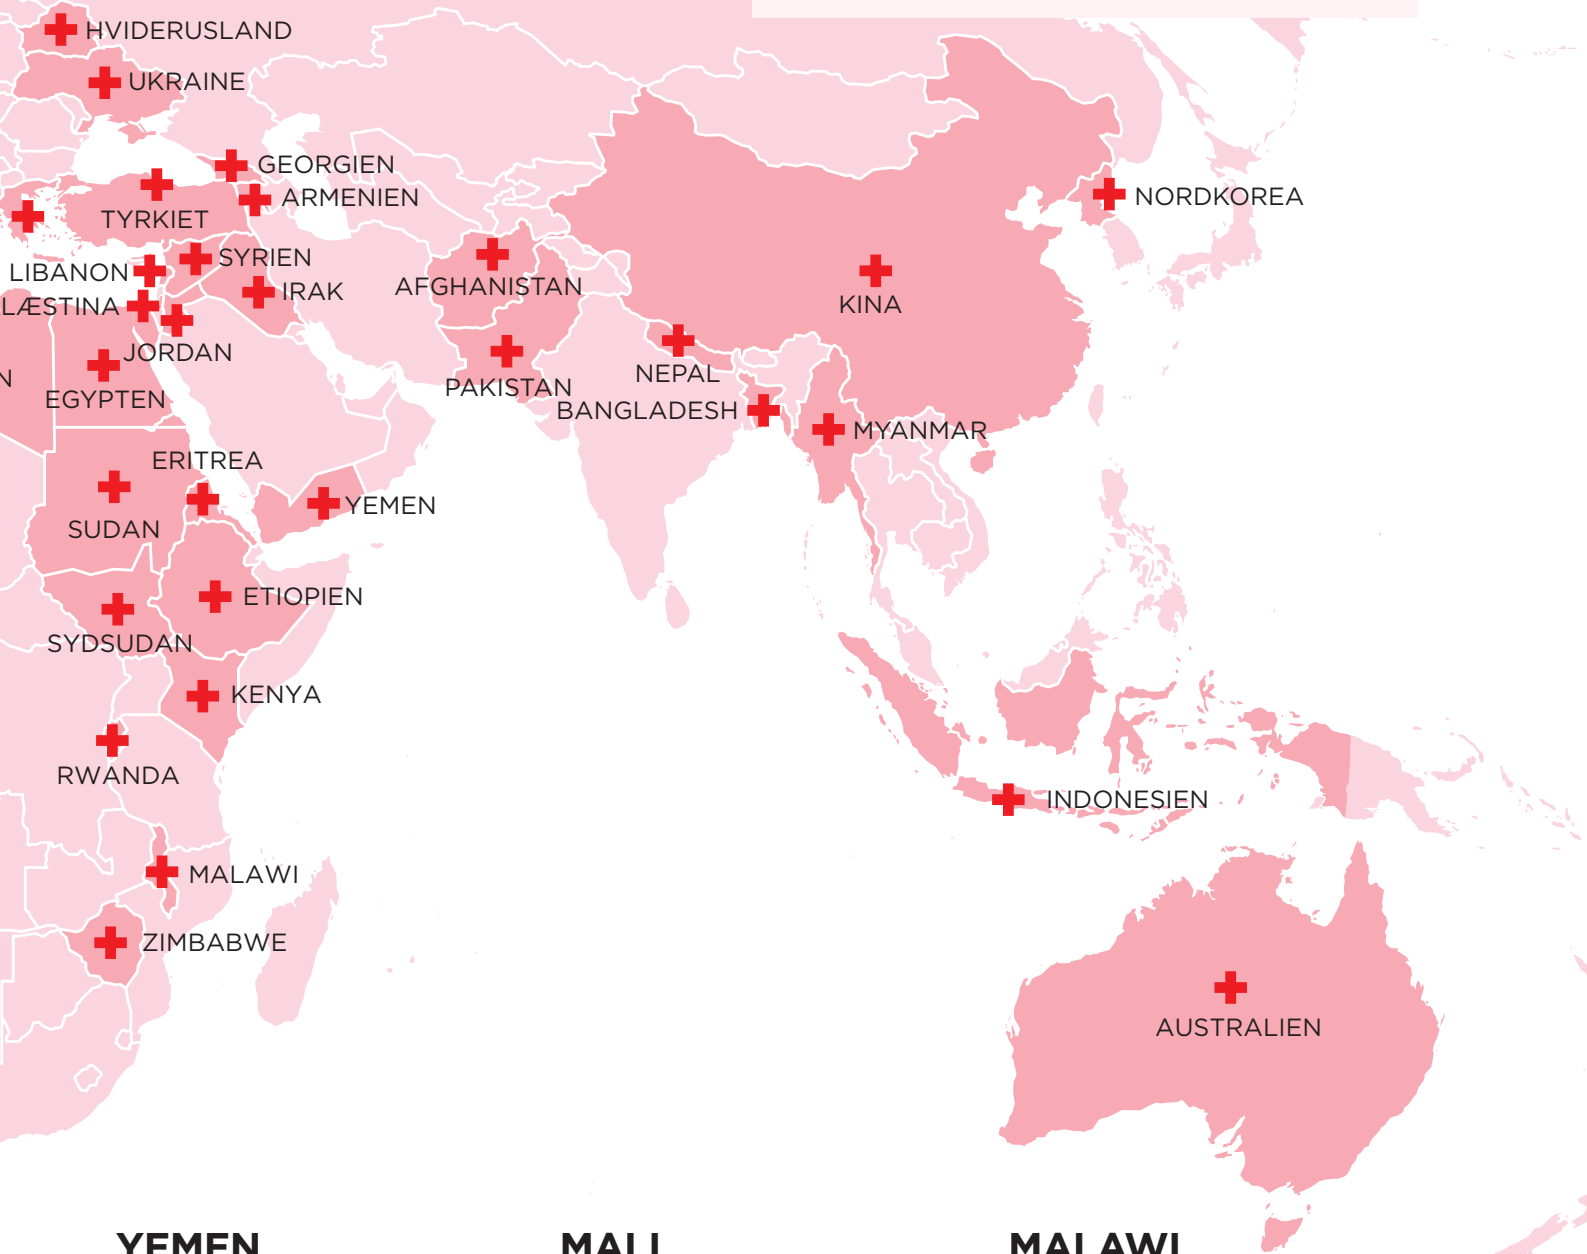 HVIDERUSLAND
UKRAINE
GEORGIEN
ARMENIEN
NORDKOREA
TYRKIET
SYRIEN
LIBANON
AFGHANISTAN
IRAK
KINA
LÆSTINA
JORDAN
NEPAL
N
PAKISTAN
EGYPTEN
BANGLADESH
MYANMAR
ERITREA
YEMEN
SUDAN
ETIOPIEN
SYDSUDAN
KENYA
RWANDA
INDONESIEN
MALAWI
ZIMBABWE
AUSTRALIEN
YEMEN MALI MALAWI